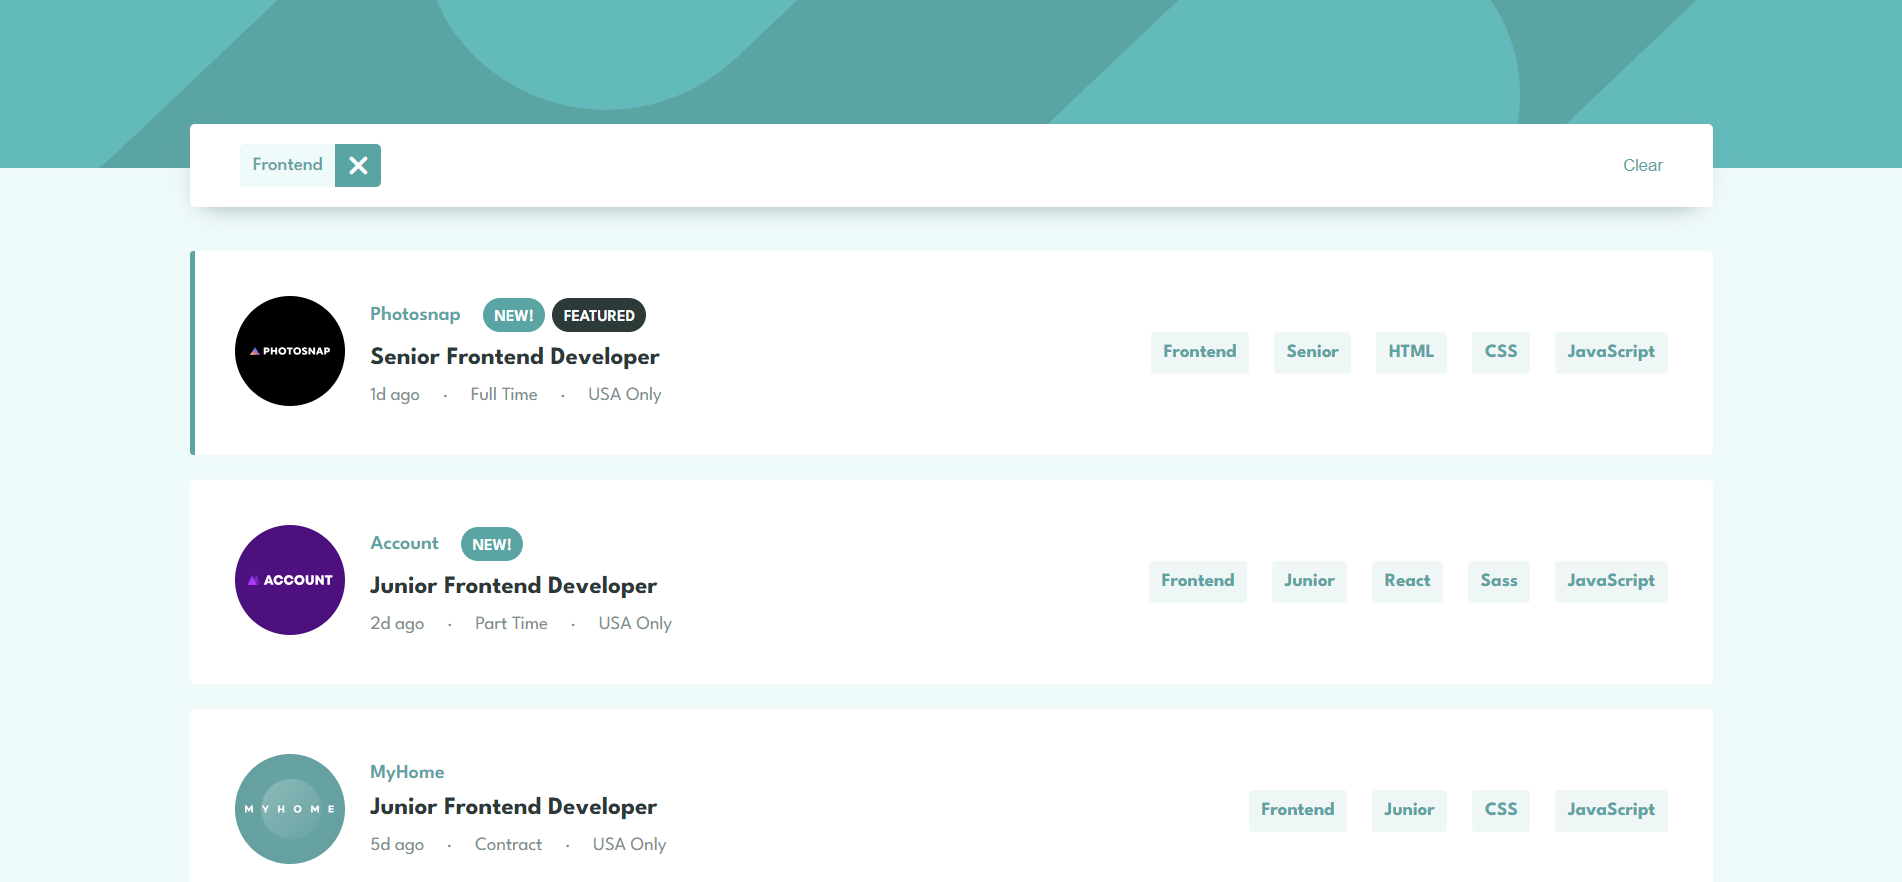 Frontend Clear
PHOTOSNAP
Photosnap NEW! FEATURED
Senior Frontend Developer
1d ago · Full Time · USA Only
Frontend Senior HTML CSS JavaScript
ACCOUNT
Account NEW!
Junior Frontend Developer
2d ago · Part Time · USA Only
Frontend Junior React Sass JavaScript
MYHOME
MyHome
Junior Frontend Developer
5d ago · Contract · USA Only
Frontend Junior CSS JavaScript